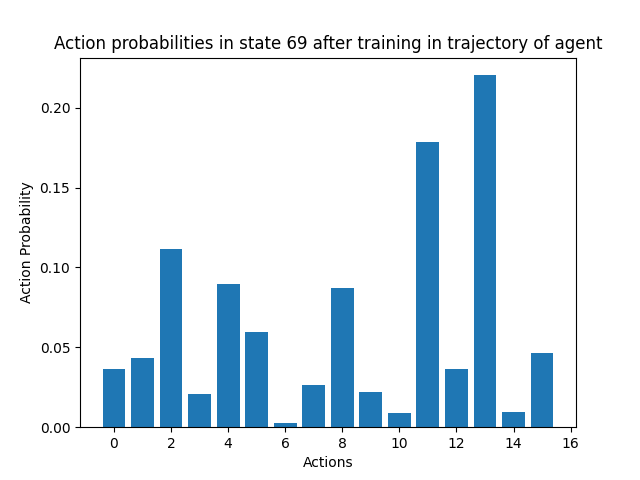 Action probabilities in state 69 after training in trajectory of agent
0.20
0.15
0.10
0.05
0.00
Action Probability
0 2 4 6 8 10 12 14 16
Actions